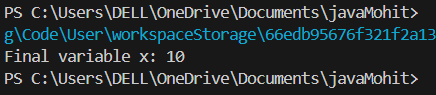 PS C:\Users\DELL\OneDrive\Documents\javaMohit>
g\Code\User\workspaceStorage\66edb95676f321f2a13
Final variable x: 10
PS C:\Users\DELL\OneDrive\Documents\javaMohit>